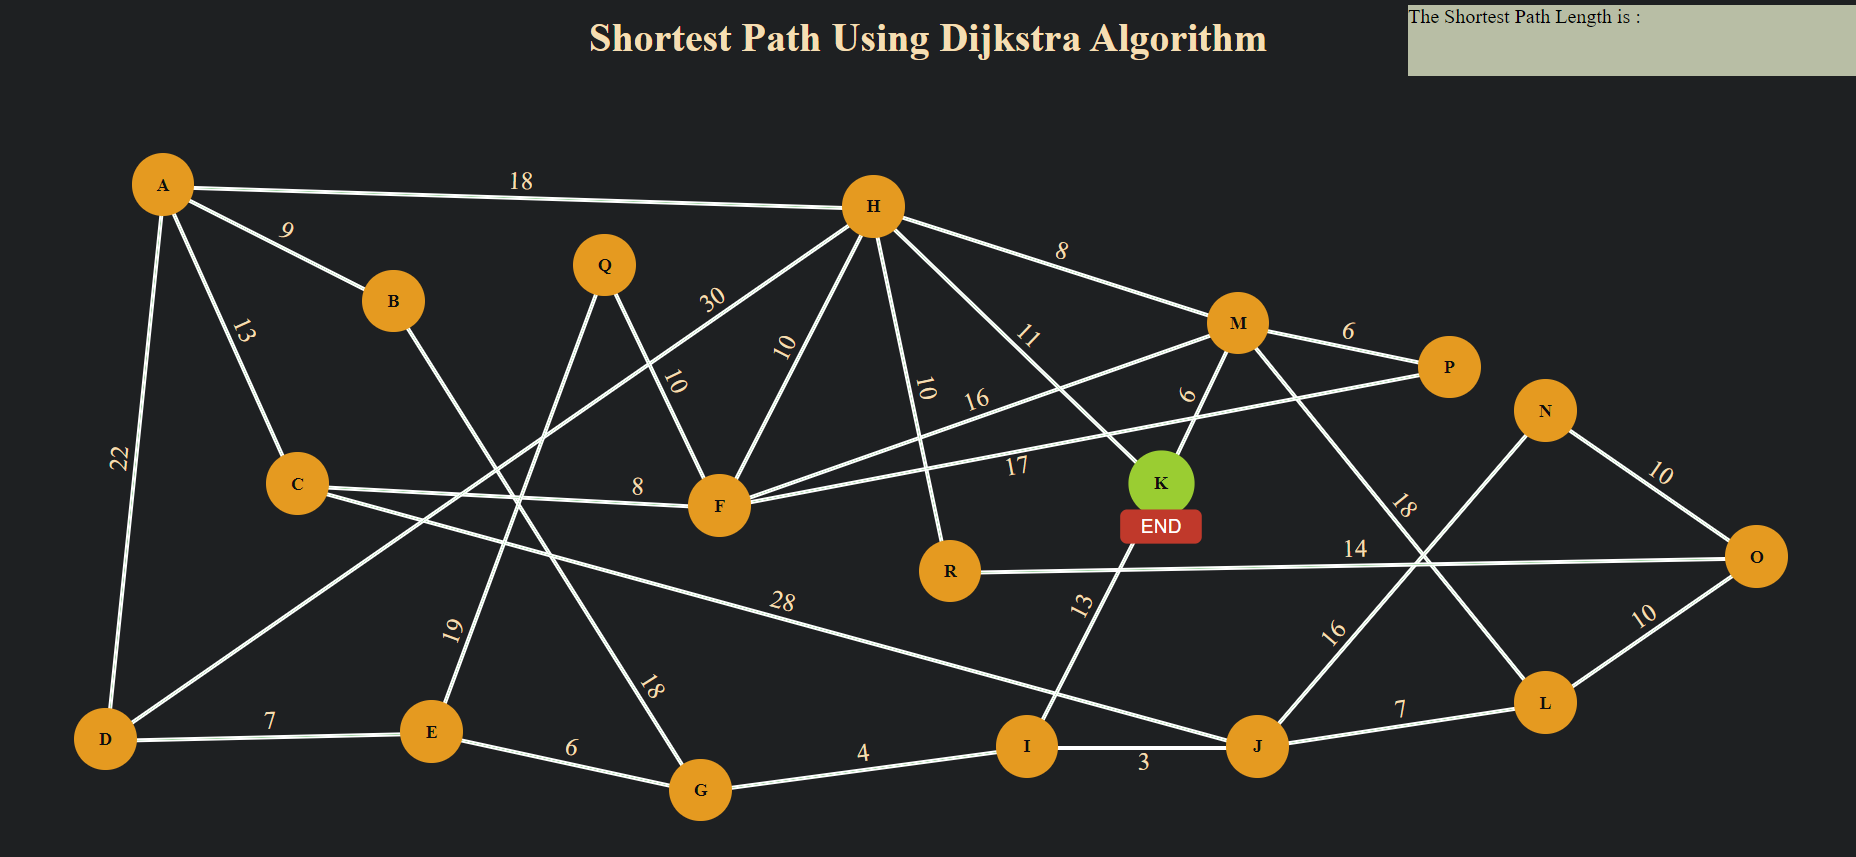 Shortest Path Using Dijkstra Algorithm
The Shortest Path Length is :
A
18
H
9
8
Q
B
30
13
11
M
6
P
10
10
10
6
16
N
22
17
10
C
8
F
K
18
END
14
O
R
28
13
19
16
10
18
L
7
7
D
E
6
4
I
3
J
G